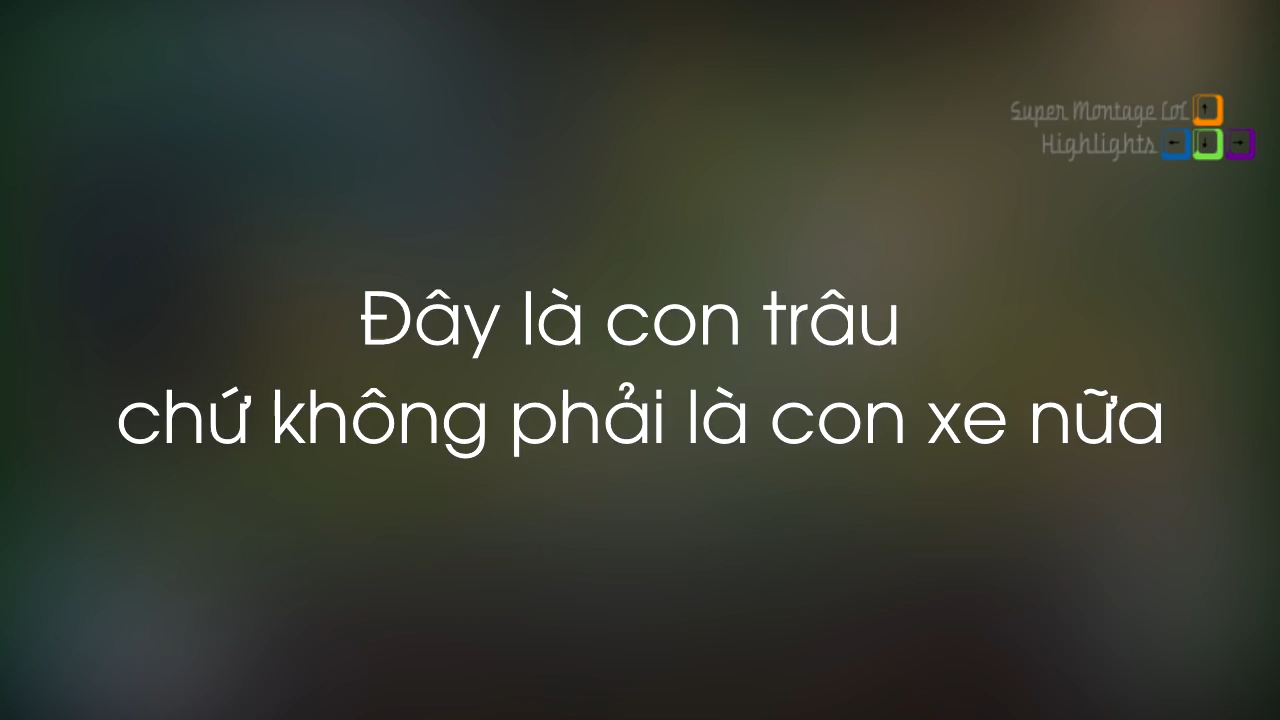 Super Montage LoL
Highlights
Đây là con trâu
chứ không phải là con xe nữa